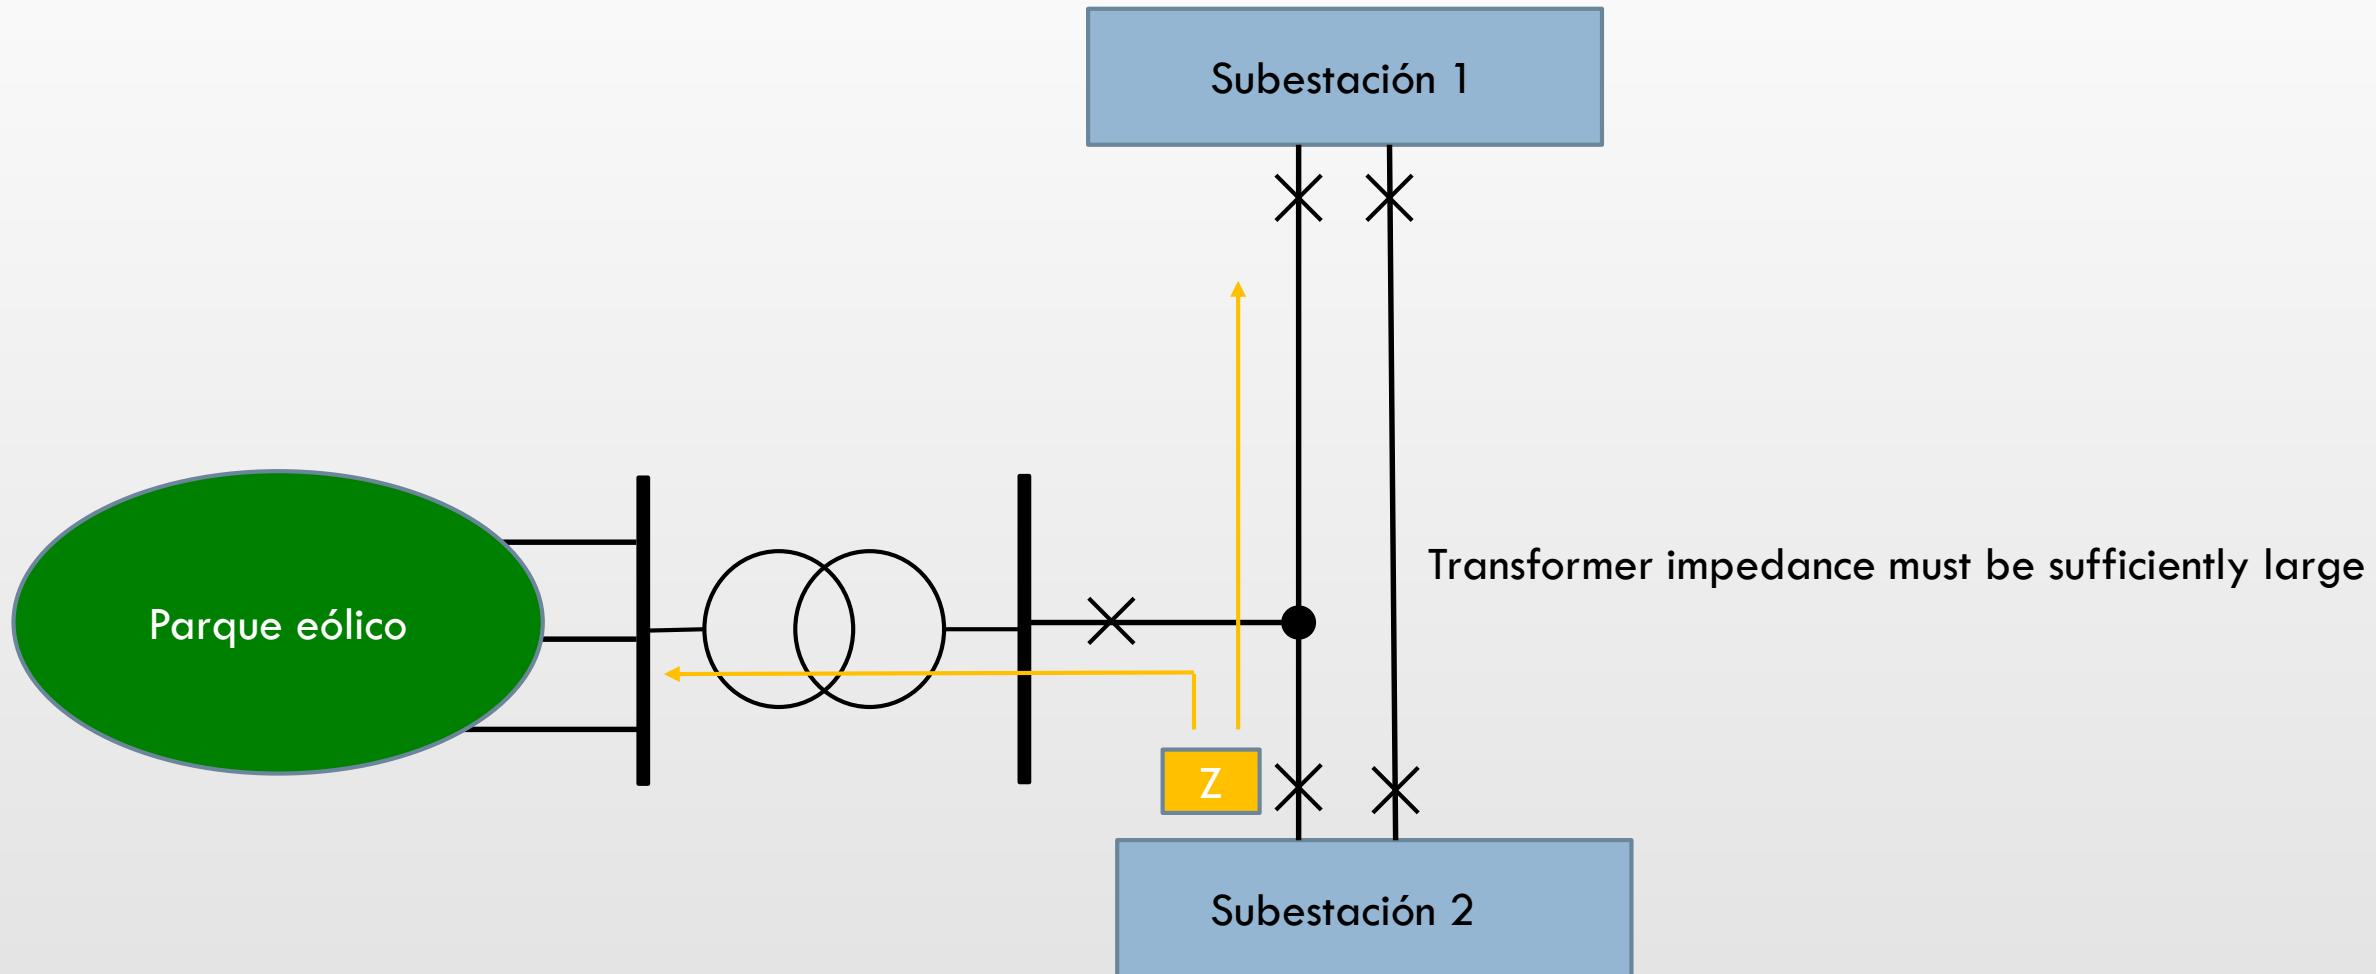 Subestación 1
Transformer impedance must be sufficiently large
Parque eólico
Z
Subestación 2